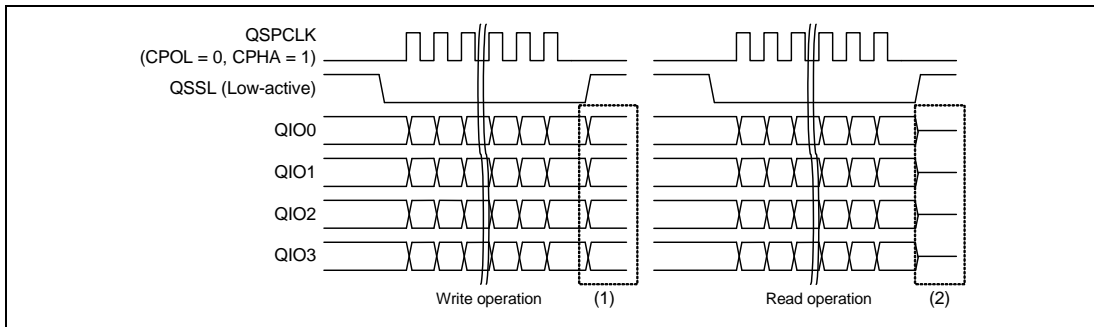 QSPCLK
(CPOL = 0, CPHA = 1)
QSSL (Low-active)
QIO0
QIO1
QIO2
QIO3
Write operation (1) Read operation (2)